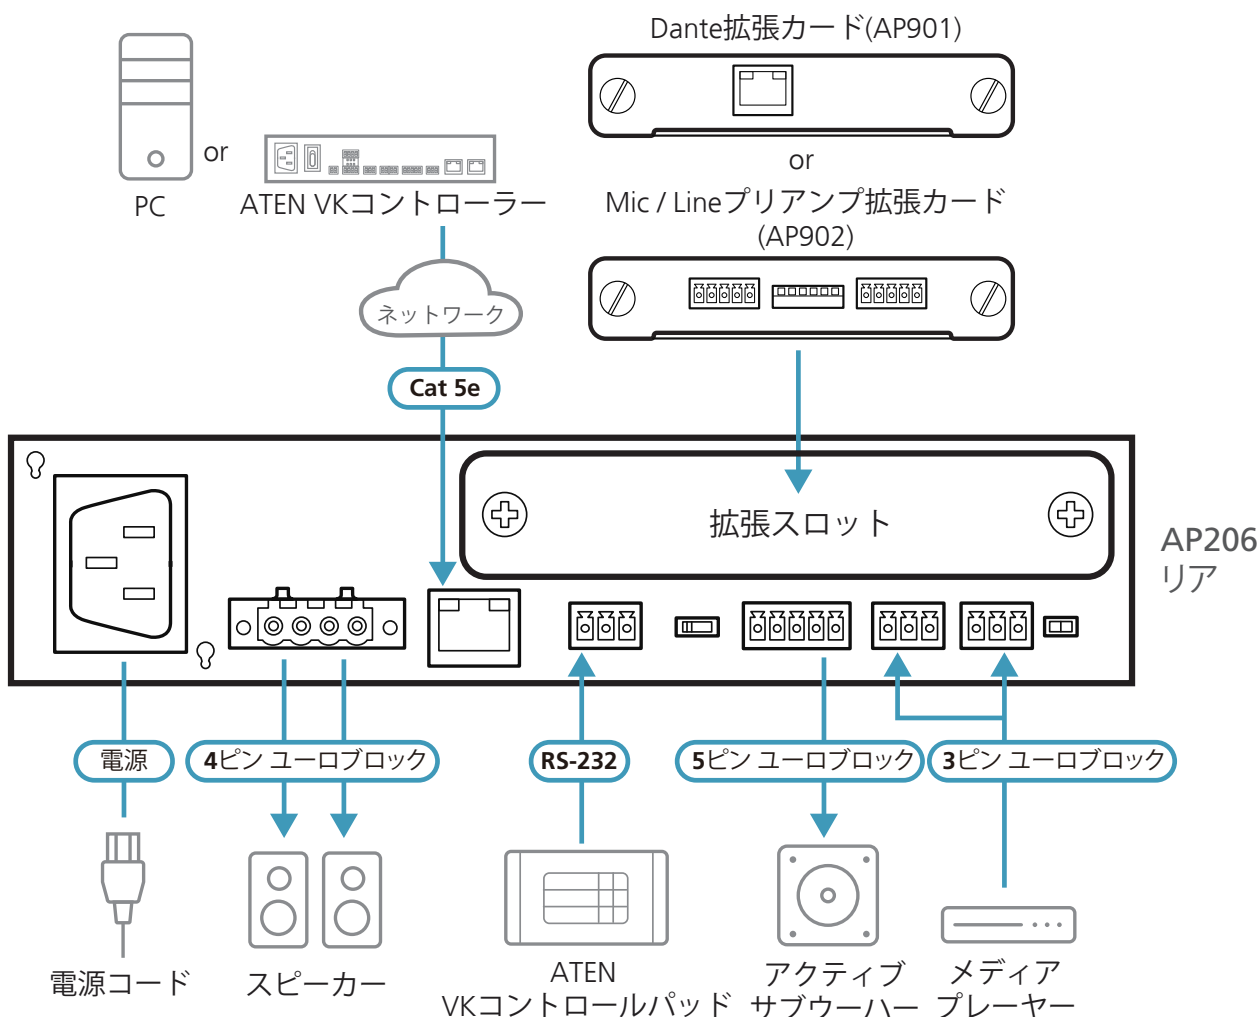 Dante拡張カード(AP901)
or
PC
ATEN VKコントローラー
or
Mic / Lineプリアンプ拡張カード
(AP902)
ネットワーク
Cat 5e
拡張スロット
AP206
リア
電源
4ピン ユーロブロック
RS-232
5ピン ユーロブロック
3ピン ユーロブロック
電源コード
スピーカー
ATEN
VKコントロールパッド
アクティブ
サブウーハー
メディア
プレーヤー